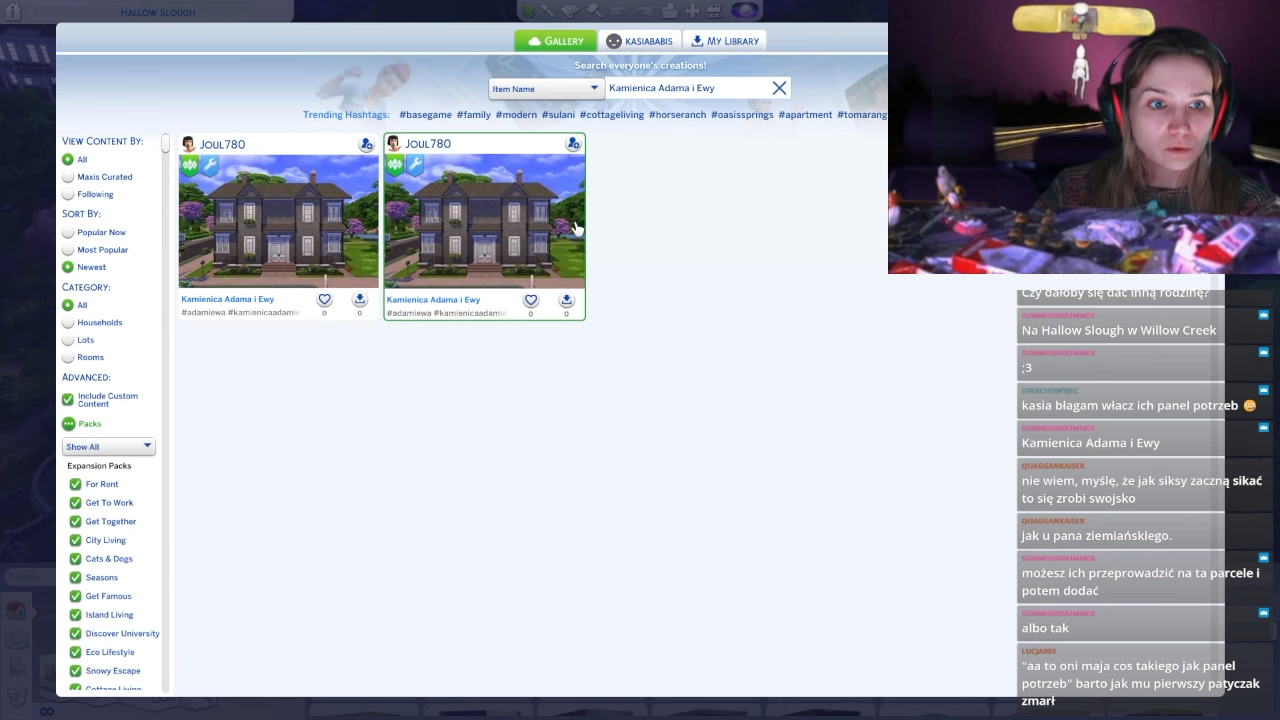 HALLOW SLOUGH
GALLERY
KASIABABIS
MY LIBRARY
Search everyone's creations!
Item Name
Kamienica Adama i Ewy
Trending Hashtags: #basegame #family #modern #sulani #cottageliving #horseranch #oasissprings #apartment #tomarang
VIEW CONTENT BY:
All
Maxis Curated
Following
SORT BY:
Popular Now
Most Popular
Newest
CATEGORY:
All
Households
Lots
Rooms
ADVANCED:
Include Custom
Content
Packs
Show All
Expansion Packs
For Rent
Get To Work
Get Together
City Living
Cats & Dogs
Seasons
Get Famous
Island Living
Discover University
Eco Lifestyle
Snowy Escape
Cottage Living
JOUL780
Kamienica Adama i Ewy
0
0
#adamiewa #kamienicaadamie
JOUL780
Kamienica Adama i Ewy
0
0
#adamiewa #kamienicaadamie
Czy dałoby się dać inną rodzinę?
Na Hallow Slough w Willow Creek
;3
STRACHOWYJEC
kasia błagam włacz ich panel potrzeb 😳
Kamienica Adama i Ewy
QUAGGANKAISER
nie wiem, myślę, że jak siksy zaczną sikać
to się zrobi swojsko
QUAGGANKAISER
jak u pana ziemiańskiego.
możesz ich przeprowadzić na ta parcele i
potem dodać
albo tak
LUCJA093
"aa to oni maja cos takiego jak panel
potrzeb" barto jak mu pierwszy patyczak
zmarł